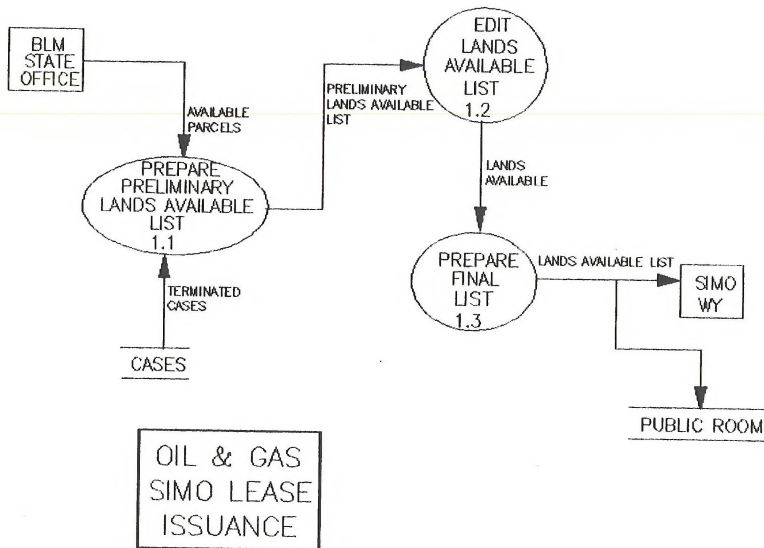 BLM
STATE
OFFICE
AVAILABLE
PARCELS
PREPARE
PRELIMINARY
LANDS AVAILABLE
LIST
1.1
TERMINATED
CASES
CASES
PRELIMINARY
LANDS AVAILABLE
LIST
EDIT
LANDS
AVAILABLE
LIST
1.2
LANDS
AVAILABLE
PREPARE
FINAL
LIST
1.3
LANDS AVAILABLE LIST
SIMO
WY
PUBLIC ROOM
OIL & GAS
SIMO LEASE
ISSUANCE